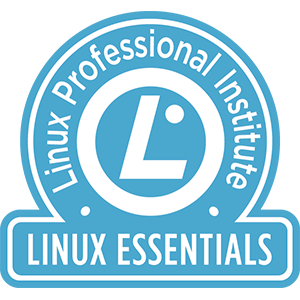 Linux Professional Institute
L
LINUX ESSENTIALS